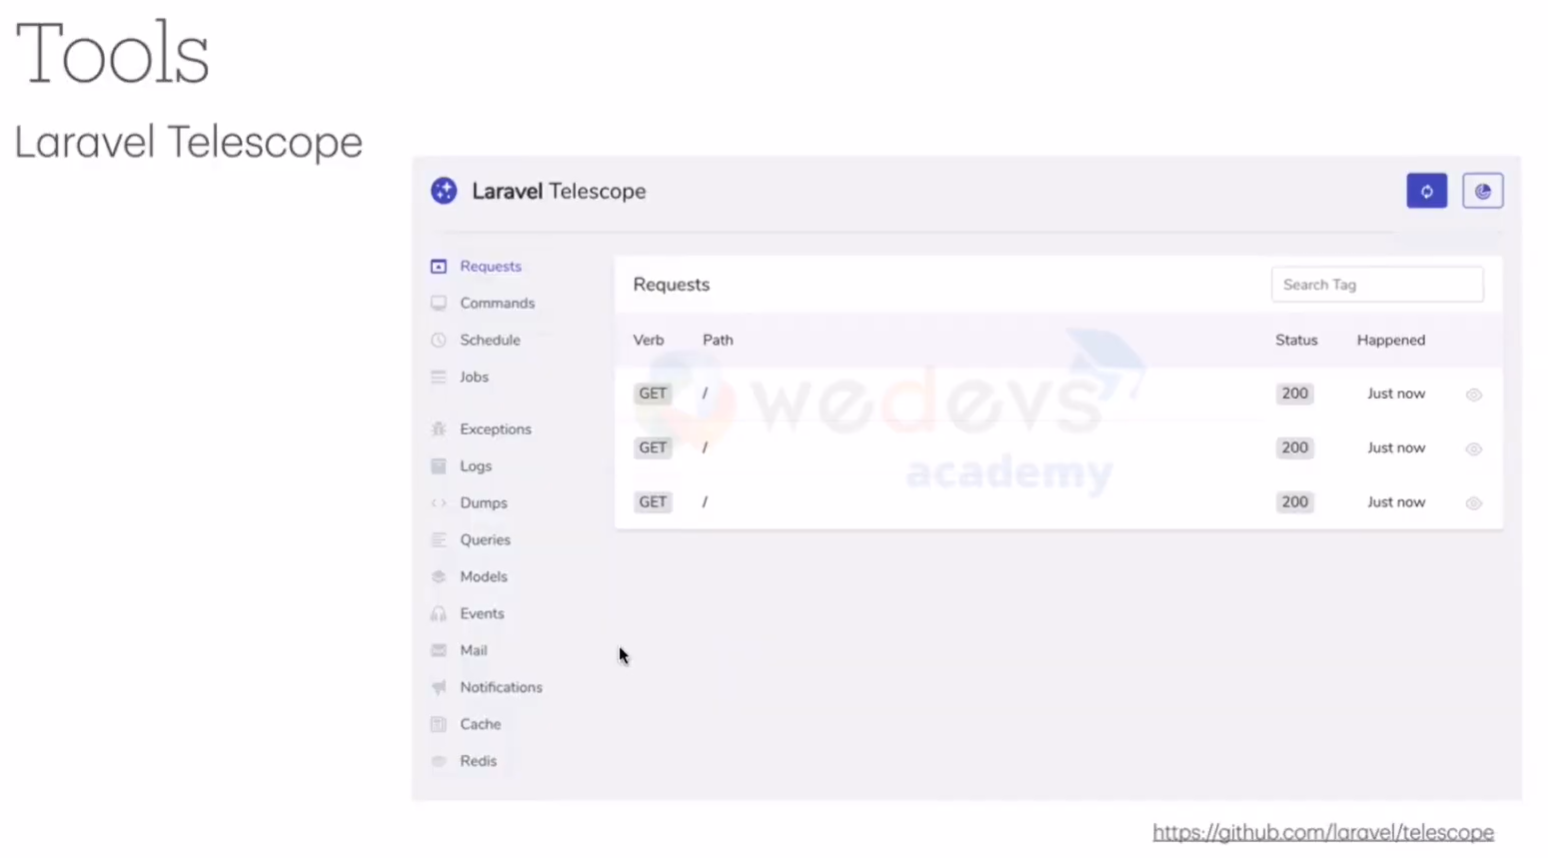 Tools
Laravel Telescope
Laravel Telescope
Requests
Commands
Schedule
Jobs
Exceptions
Logs
Dumps
Queries
Models
Events
Mail
Notifications
Cache
Redis
Requests
Search Tag
Verb Path Status Happened
GET / 200 Just now
GET / 200 Just now
GET / 200 Just now
wedevs
academy
https://github.com/laravel/telescope